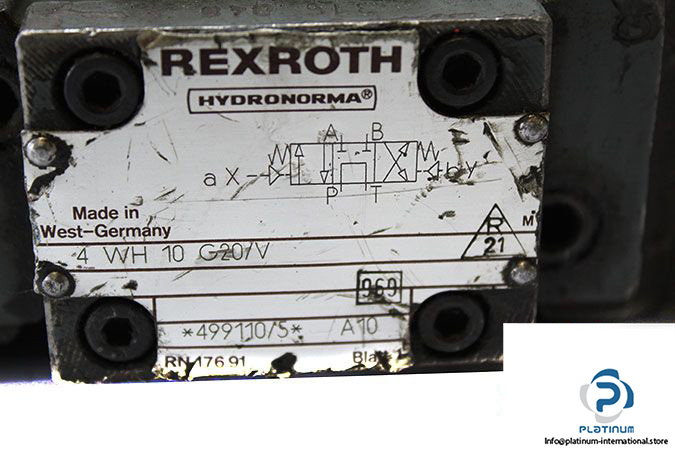 REXROTH
HYDRONORMA®
A B
a X b Y
P T
Made in
West-Germany
R
21
4 WH 10 G20/V
960
*499110/5* A10
RN 176.91
PLATINUM
Info@platinum-international.store